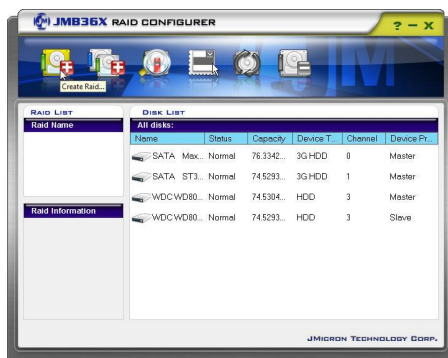 JMB36X RAID CONFIGURER
? – X
Create Raid...
RAID LIST
Raid Name
Raid Information
DISK LIST
All disks:
Name Status Capacity Device T... Channel Device Pr...
SATA Max... Normal 76.3342... 3G HDD 0 Master
SATA ST3... Normal 74.5293... 3G HDD 1 Master
WDC WD80... Normal 74.5304... HDD 3 Master
WDC WD80... Normal 74.5293... HDD 3 Slave
JMICRON TECHNOLOGY CORP.